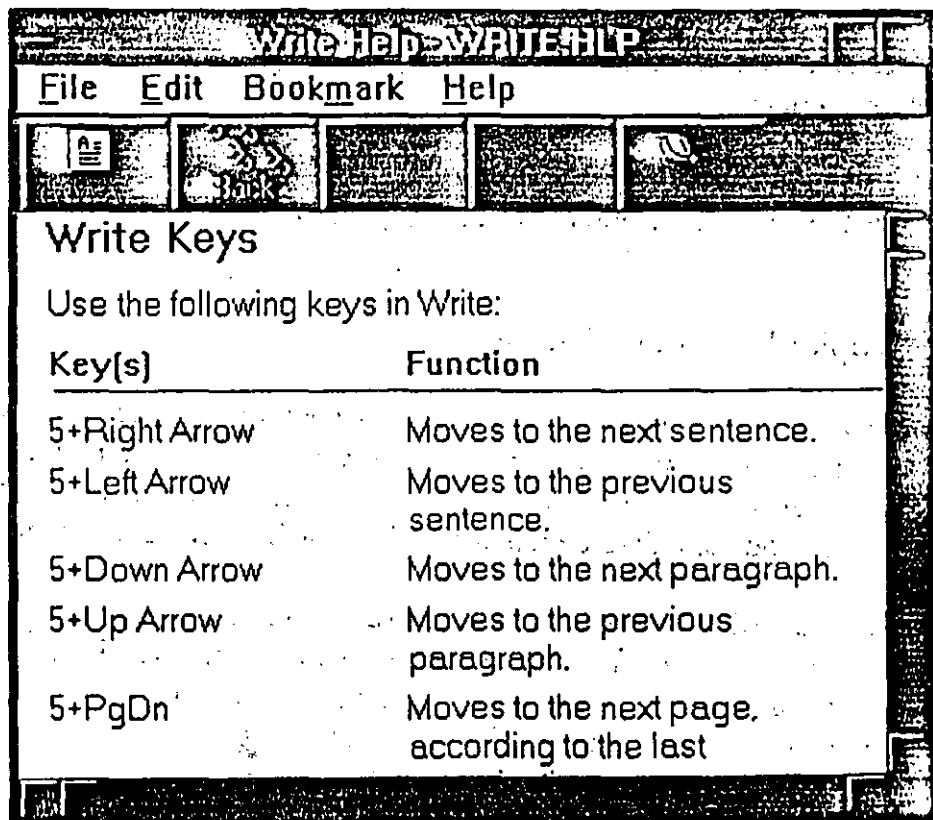 Write Help - WRITE.HLP
File Edit Bookmark Help
Back
Write Keys
Use the following keys in Write:
Key(s) Function
5+Right Arrow Moves to the next sentence.
5+Left Arrow Moves to the previous
sentence.
5+Down Arrow Moves to the next paragraph.
5+Up Arrow Moves to the previous
paragraph.
5+PgDn Moves to the next page,
according to the last